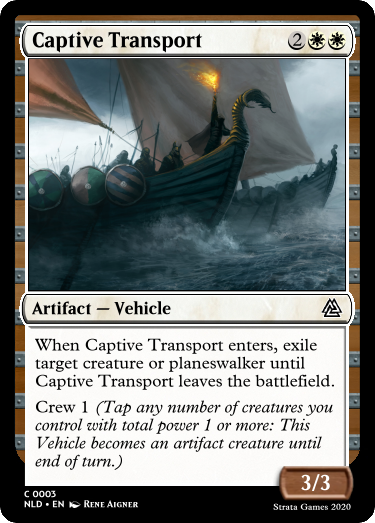 Captive Transport 2
Artifact — Vehicle
When Captive Transport enters, exile
target creature or planeswalker until
Captive Transport leaves the battlefield.
Crew 1 (Tap any number of creatures you
control with total power 1 or more: This
Vehicle becomes an artifact creature until
end of turn.)
3/3
C 0003
NLD • EN Rene Aigner
Strata Games 2020